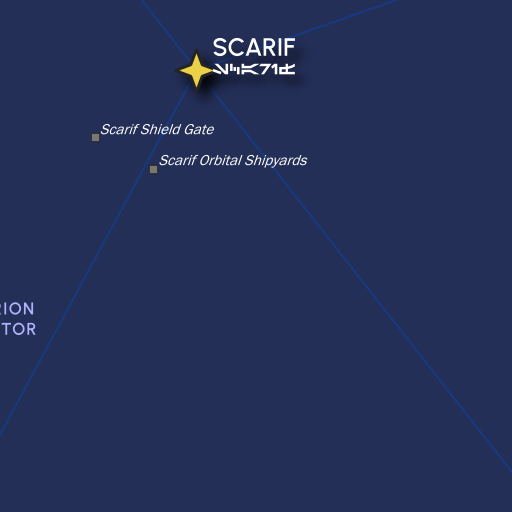 SCARIF
Scarif Shield Gate
Scarif Orbital Shipyards
RION
TOR